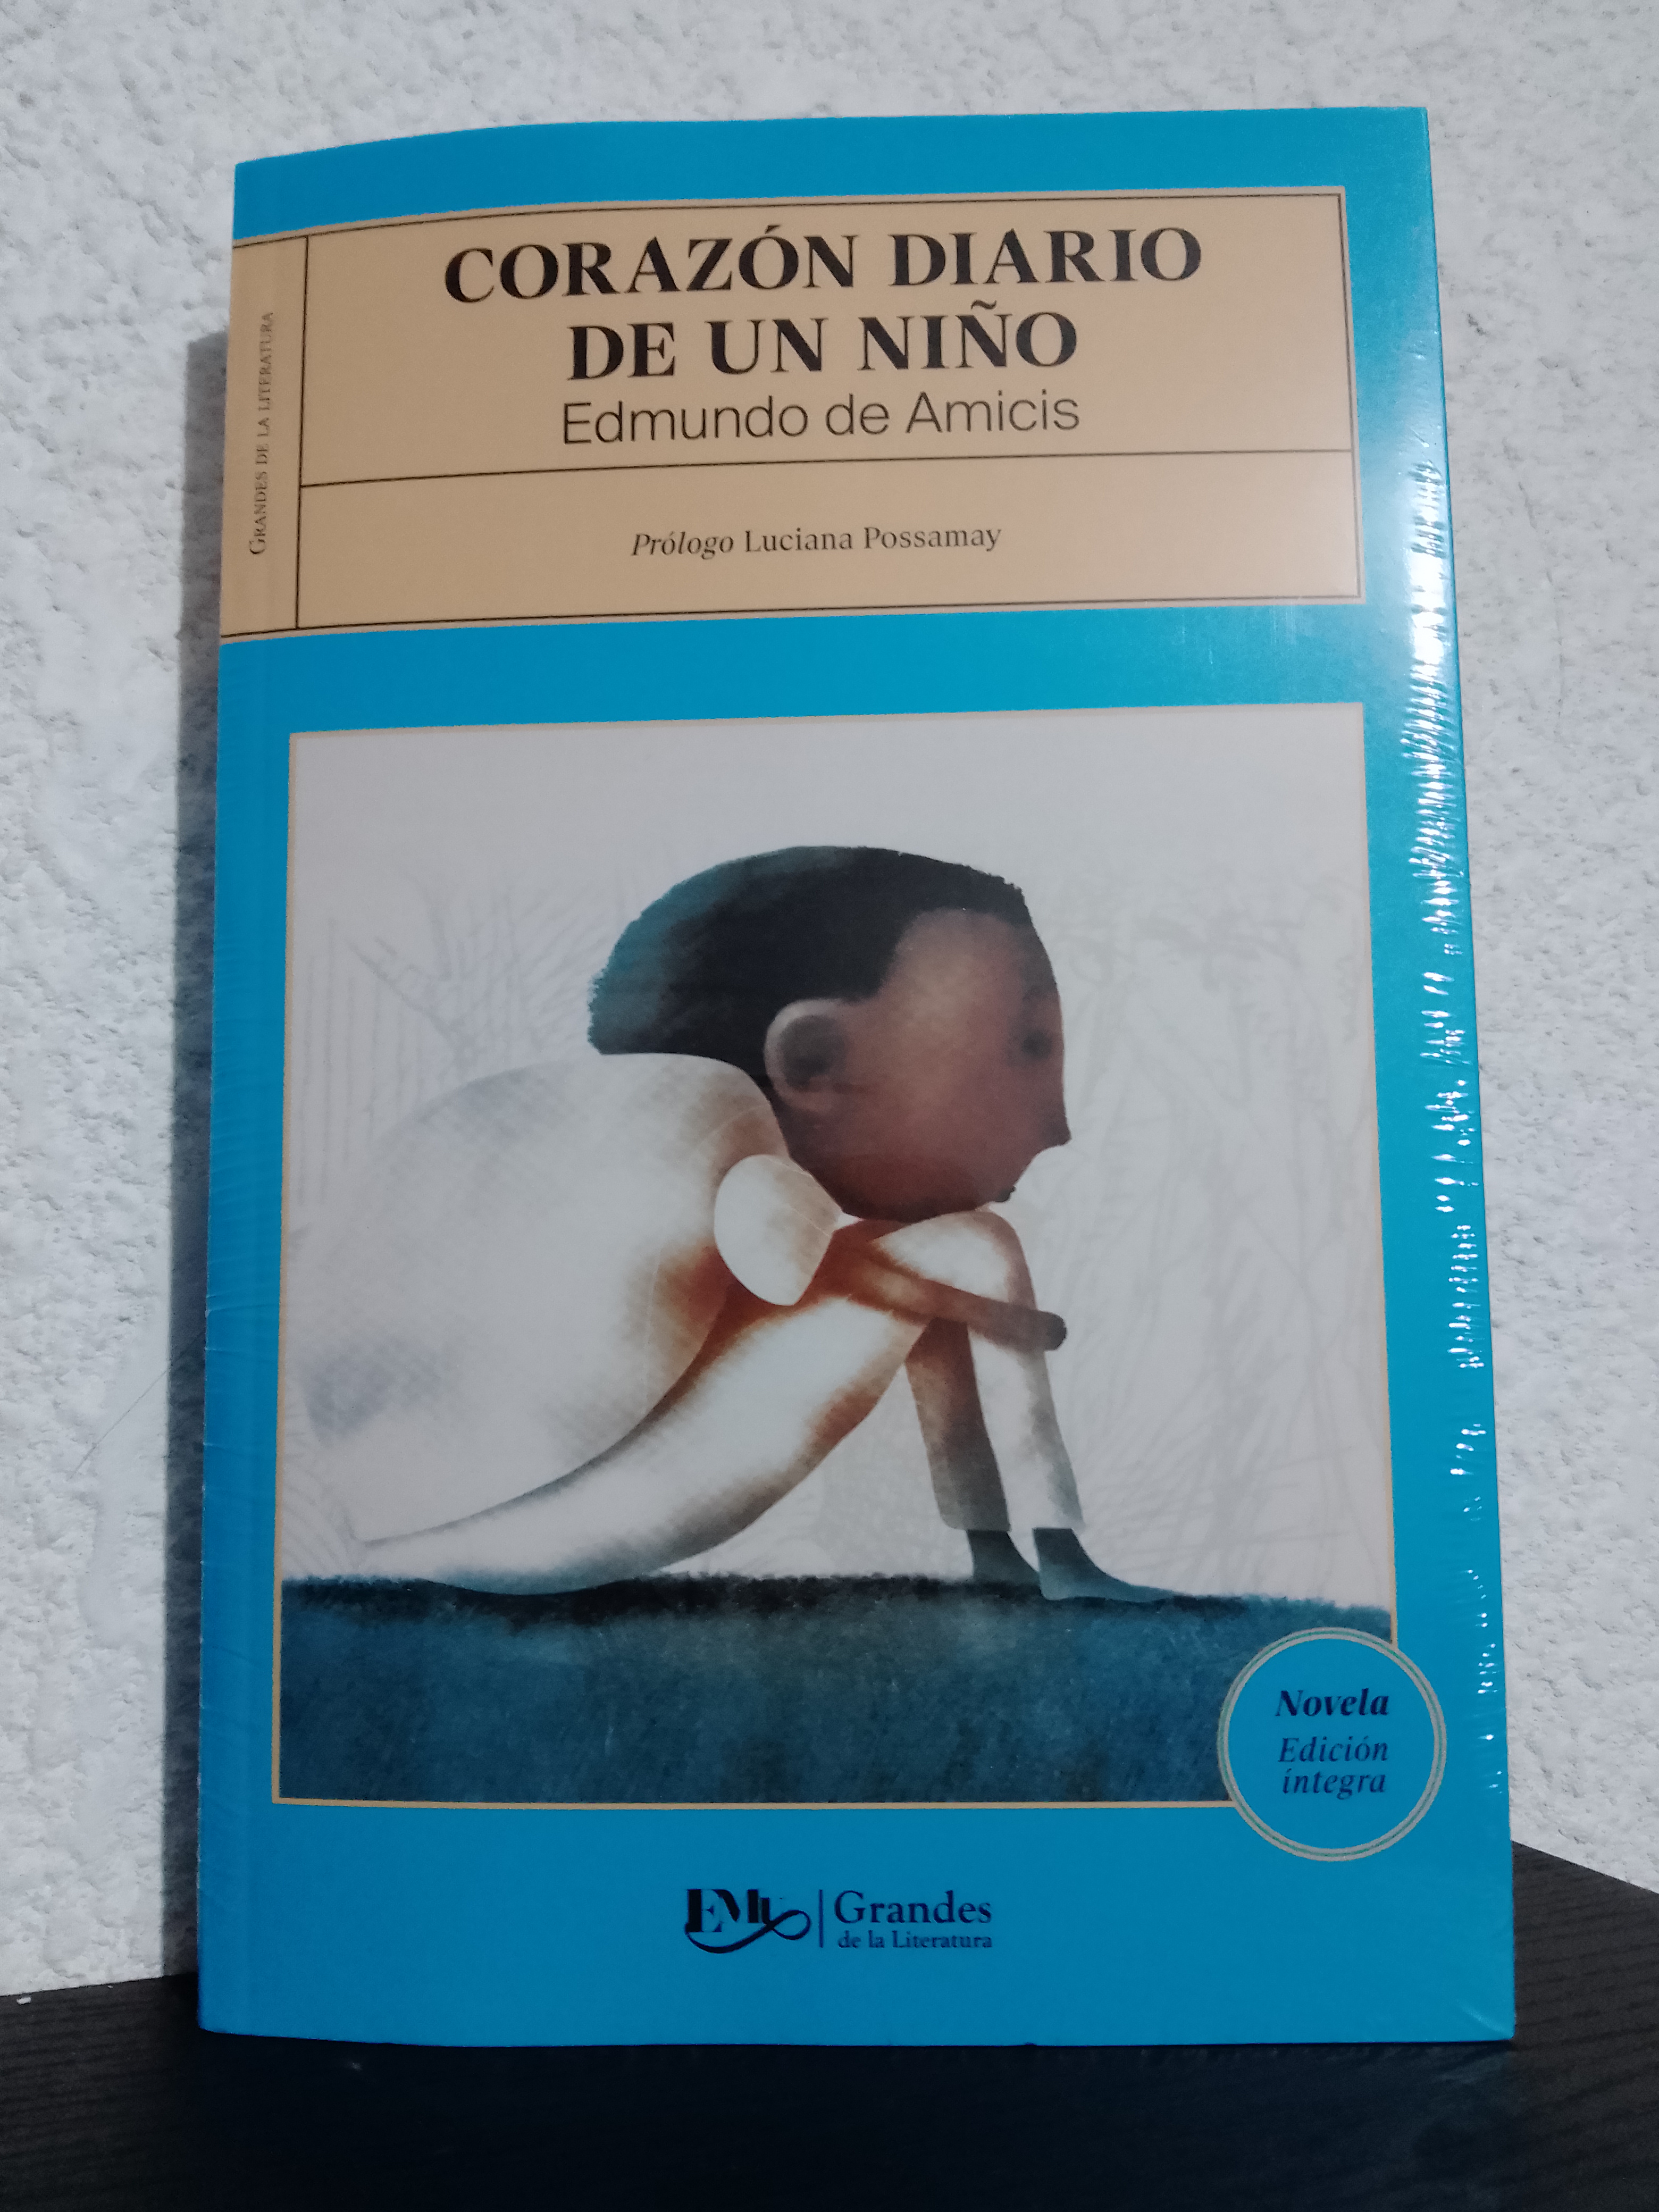 CORAZÓN DIARIO
DE UN NIÑO
Edmundo de Amicis
GRANDES DE LA LITERATURA
Prólogo Luciana Possamay
Novela
Edición
íntegra
EMU
Grandes
de la Literatura